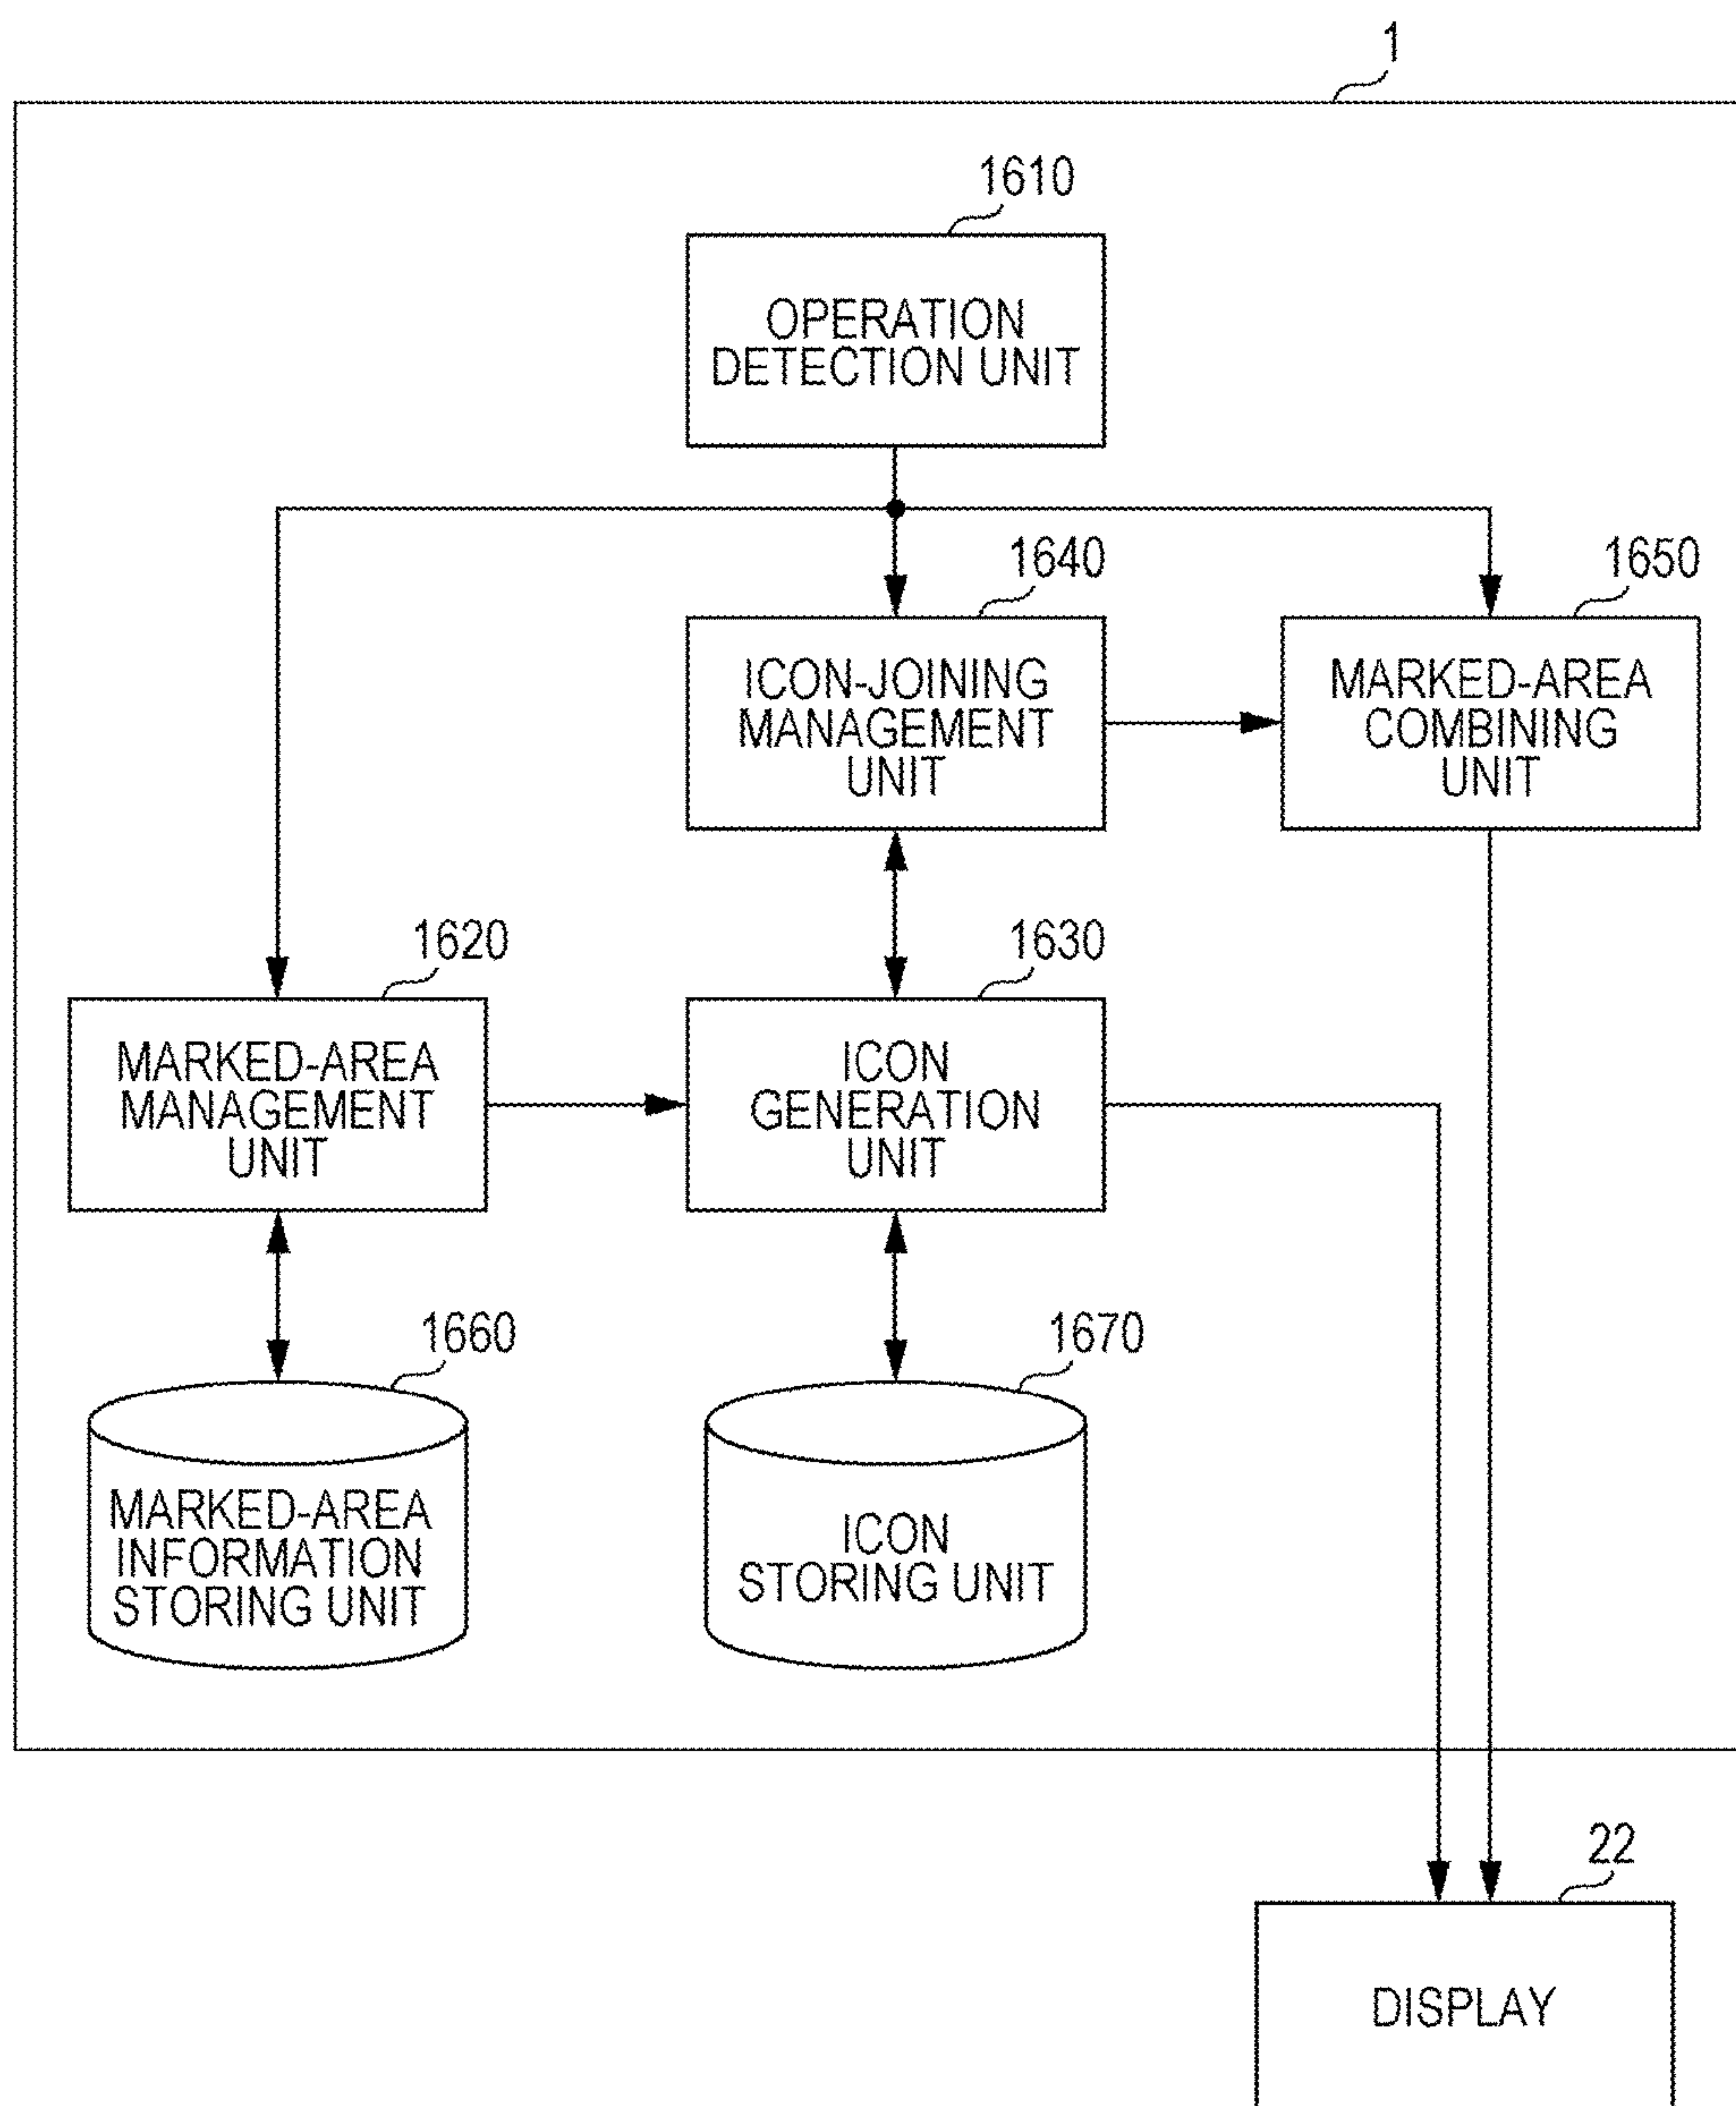 1
1610
OPERATION
DETECTION UNIT
1640
ICON-JOINING
MANAGEMENT
UNIT
1650
MARKED-AREA
COMBINING
UNIT
1620
MARKED-AREA
MANAGEMENT
UNIT
1630
ICON
GENERATION
UNIT
1660
MARKED-AREA
INFORMATION
STORING UNIT
1670
ICON
STORING UNIT
22
DISPLAY